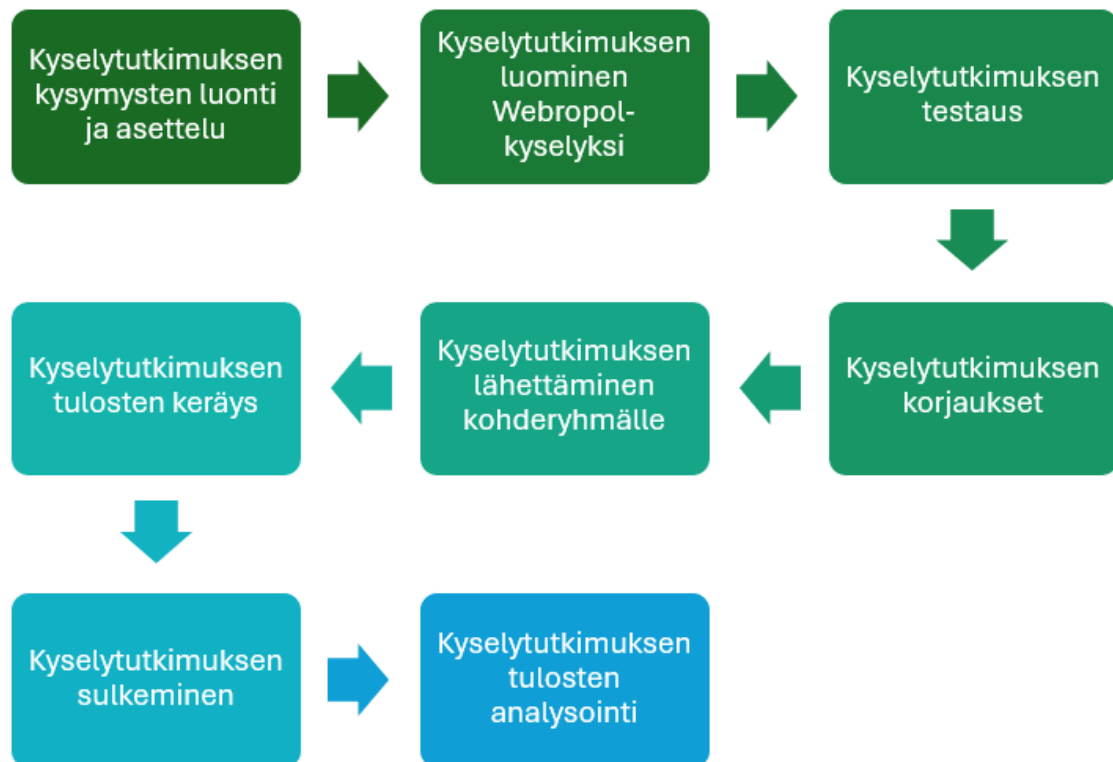 Kyselytutkimuksen
kysymysten luonti
ja asettelu
Kyselytutkimuksen
luominen
Webropol-
kyselyksi
Kyselytutkimuksen
testaus
Kyselytutkimuksen
korjaukset
Kyselytutkimuksen
lähettäminen
kohderyhmälle
Kyselytutkimuksen
tulosten keräys
Kyselytutkimuksen
sulkeminen
Kyselytutkimuksen
tulosten
analysointi